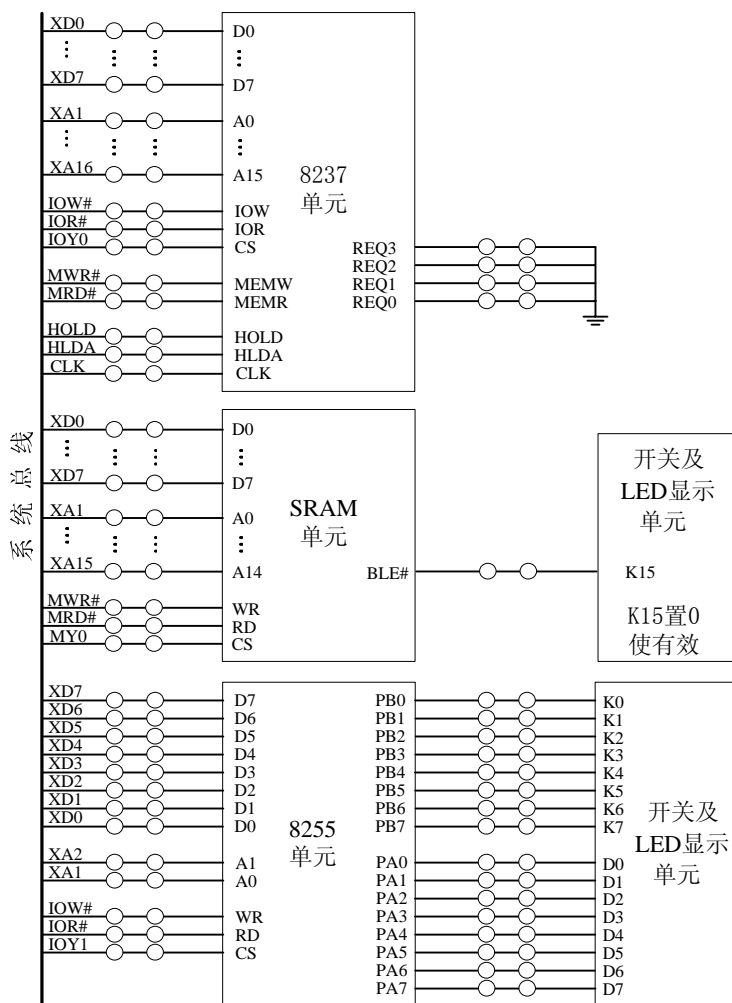 系统总线
XD0 D0
XD7 D7
XA1 A0
XA16 A15
8237
单元
IOW# IOW
IOR# IOR
IOY0 CS REQ3
REQ2
MWR# MEMW REQ1
MRD# MEMR REQ0
HOLD HOLD
HLDA HLDA
CLK CLK
XD0 D0
XD7 D7
XA1 A0
SRAM
单元
XA15 A14 BLE# K15
MWR# WR
MRD# RD
MY0 CS
开关及
LED显示
单元
K15置0
使有效
XD7 D7 PB0 K0
XD6 D6 PB1 K1
XD5 D5 PB2 K2
XD4 D4 PB3 K3
XD3 D3 PB4 K4
XD2 D2 PB5 K5
XD1 D1 PB6 K6
XD0 D0 PB7 K7
8255
单元
开关及
LED显示
单元
XA2 A1 PA0 D0
XA1 A0 PA1 D1
PA2 D2
IOW# WR PA3 D3
IOR# RD PA4 D4
IOY1 CS PA5 D5
PA6 D6
PA7 D7